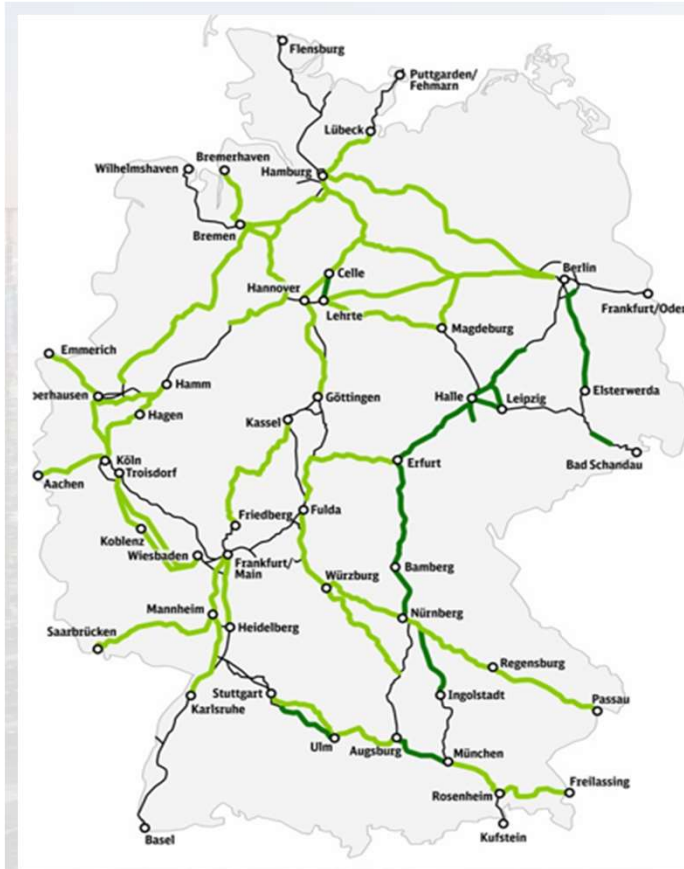 Flensburg
Puttgarden/
Fehmarn
Lübeck
Wilhelmshaven
Bremerhaven
Hamburg
Bremen
Celle
Berlin
Hannover
Lehrte
Frankfurt/Oder
Magdeburg
Emmerich
berhausen
Hamm
Hagen
Göttingen
Halle
Leipzig
Elsterwerda
Kassel
Köln
Troisdorf
Erfurt
Bad Schandau
Aachen
Koblenz
Friedberg
Fulda
Wiesbaden
Frankfurt/
Main
Würzburg
Bamberg
Mannheim
Heidelberg
Nürnberg
Saarbrücken
Regensburg
Stuttgart
Karlsruhe
Ingolstadt
Passau
Ulm
Augsburg
München
Rosenheim
Freilassing
Basel
Kufstein